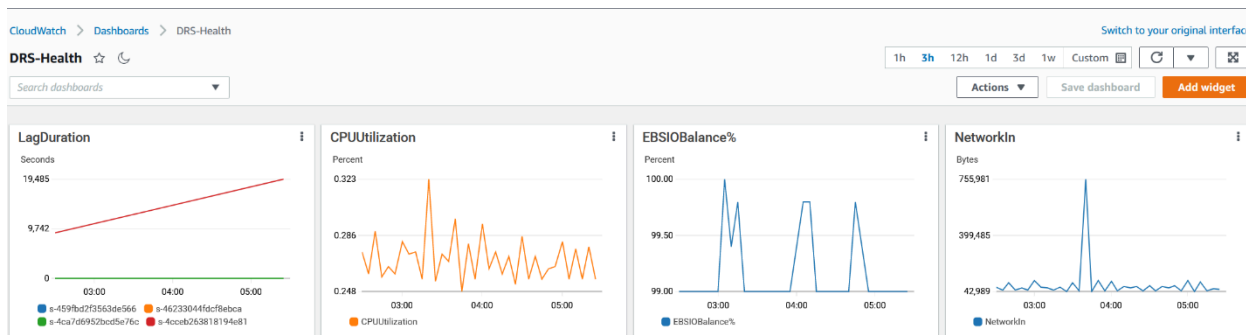 CloudWatch > Dashboards > DRS-Health
Switch to your original interface
DRS-Health
1h 3h 12h 1d 3d 1w Custom
Search dashboards
Actions ▼ Save dashboard Add widget
LagDuration
Seconds
19,485
9,742
0
03:00 04:00 05:00
s-459fbd2f3563de566 s-46233044fdcf8ebca
s-4ca7d6952bcd5e76c s-4cceb263818194e81
CPUUtilization
Percent
0.323
0.286
0.248
03:00 04:00 05:00
CPUUtilization
EBSIOBalance%
Percent
100.00
99.50
99.00
03:00 04:00 05:00
EBSIOBalance%
NetworkIn
Bytes
755,981
399,485
42,989
03:00 04:00 05:00
NetworkIn